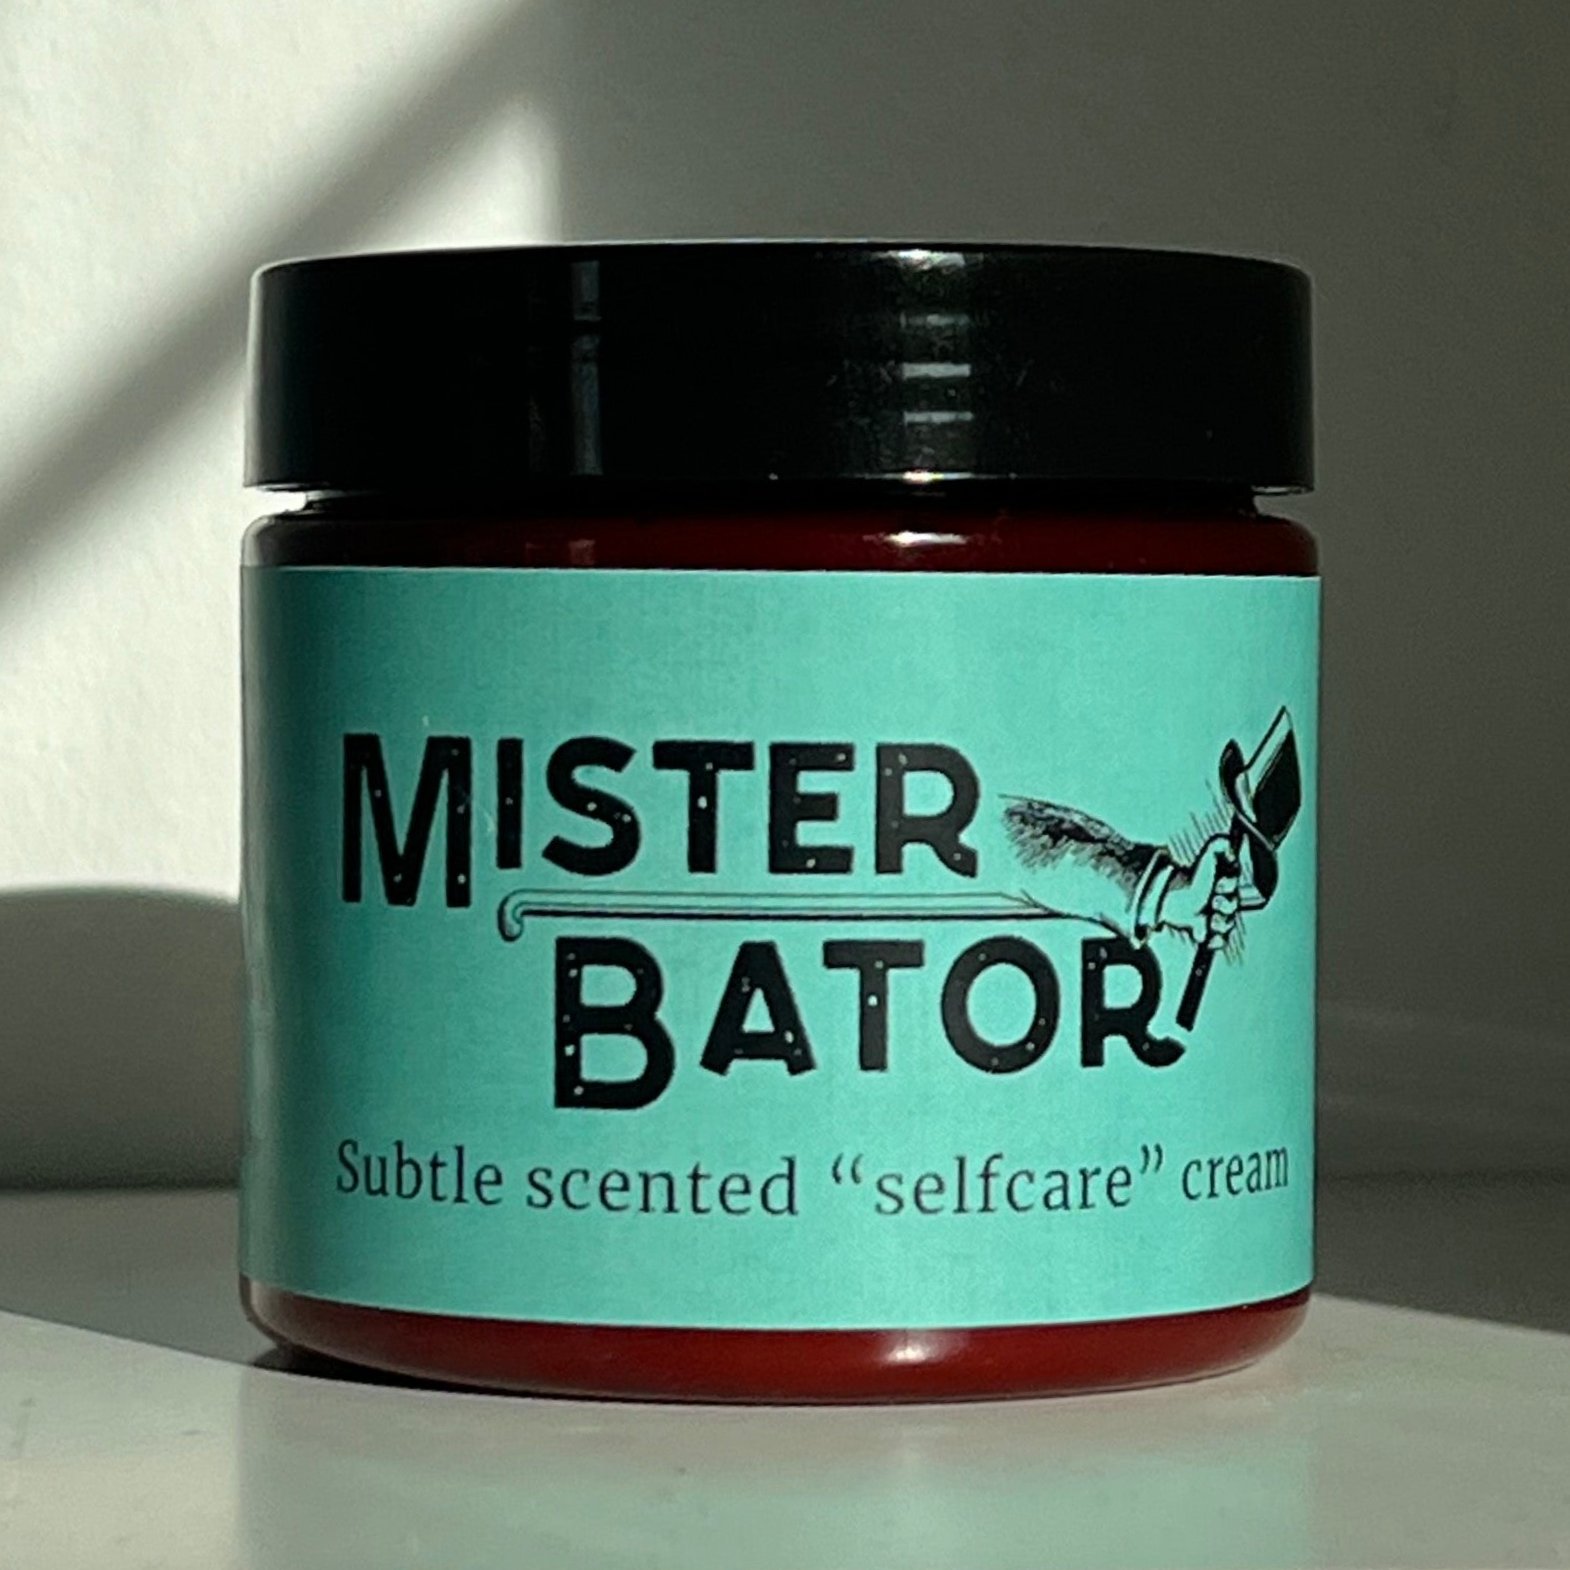 MISTER
BATOR
Subtle scented “selfcare” cream